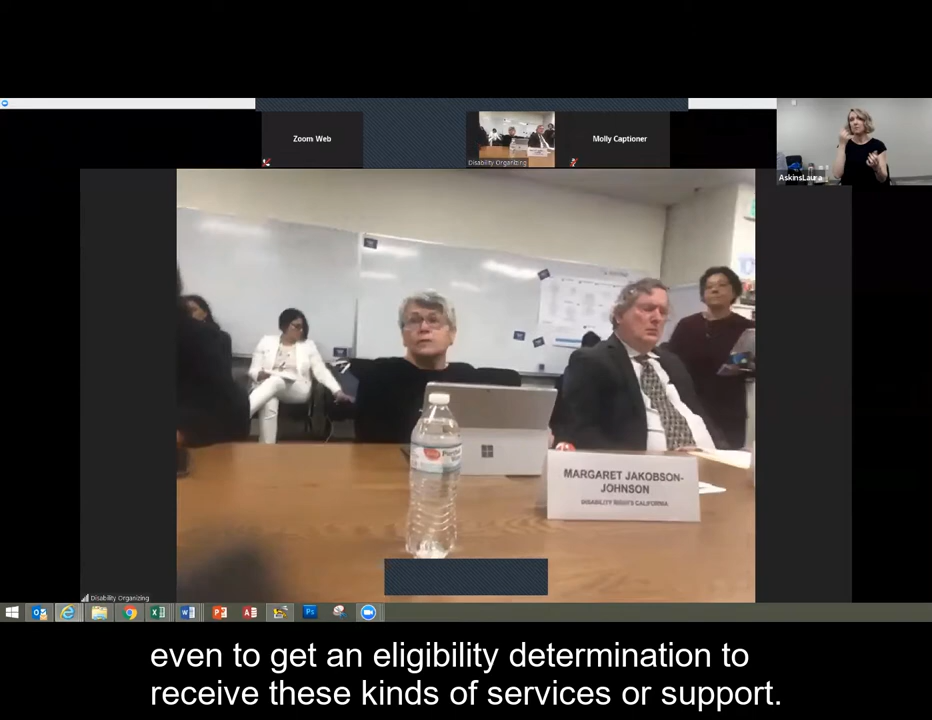 Zoom Web
Disability Organizing
Molly Captioner
AskinsLaura
MARGARET JAKOBSON-
JOHNSON
DISABILITY RIGHTS CALIFORNIA
Disability Organizing
even to get an eligibility determination to
receive these kinds of services or support.